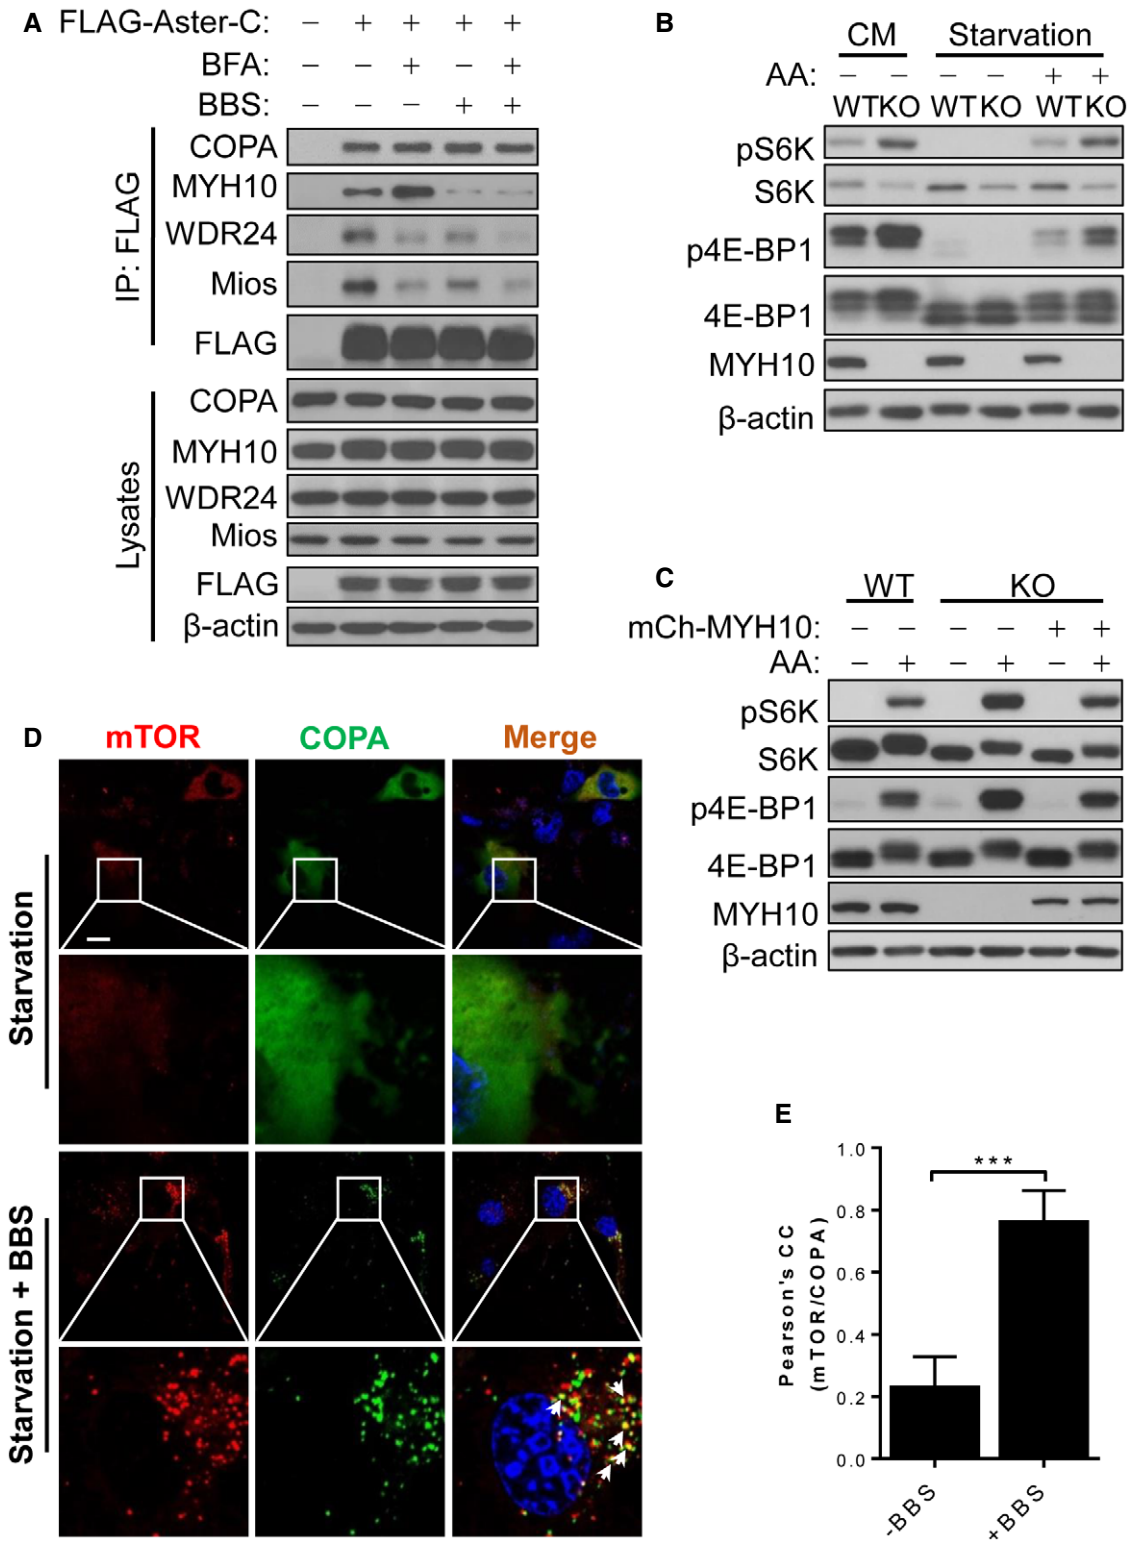 A
FLAG-Aster-C: − + + + +
BFA: − − + − +
BBS: − − − + +
IP: FLAG
COPA
MYH10
WDR24
Mios
FLAG
Lysates
COPA
MYH10
WDR24
Mios
FLAG
β-actin
B
CM Starvation
AA: − − − − + +
WT KO WT KO WT KO
pS6K
S6K
p4E-BP1
4E-BP1
MYH10
β-actin
C
WT KO
mCh-MYH10: − − − − + +
AA: − + − + − +
pS6K
S6K
p4E-BP1
4E-BP1
MYH10
β-actin
D
mTOR COPA Merge
Starvation
Starvation + BBS
E
Pearson's CC
(mTOR/COPA)
1.0
0.8
0.6
0.4
0.2
0.0
***
-BBS +BBS